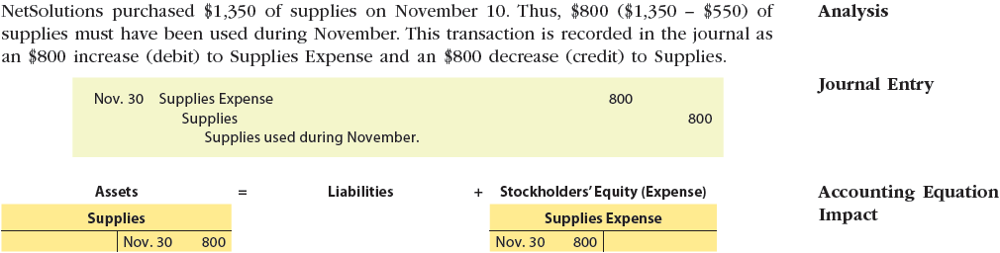 NetSolutions purchased $1,350 of supplies on November 10. Thus, $800 ($1,350 – $550) of
supplies must have been used during November. This transaction is recorded in the journal as
an $800 increase (debit) to Supplies Expense and an $800 decrease (credit) to Supplies.
Analysis
Journal Entry
Nov. 30 Supplies Expense 800
Supplies 800
Supplies used during November.
Assets = Liabilities + Stockholders' Equity (Expense)
Accounting Equation
Impact
Supplies Supplies Expense
Nov. 30 800 Nov. 30 800